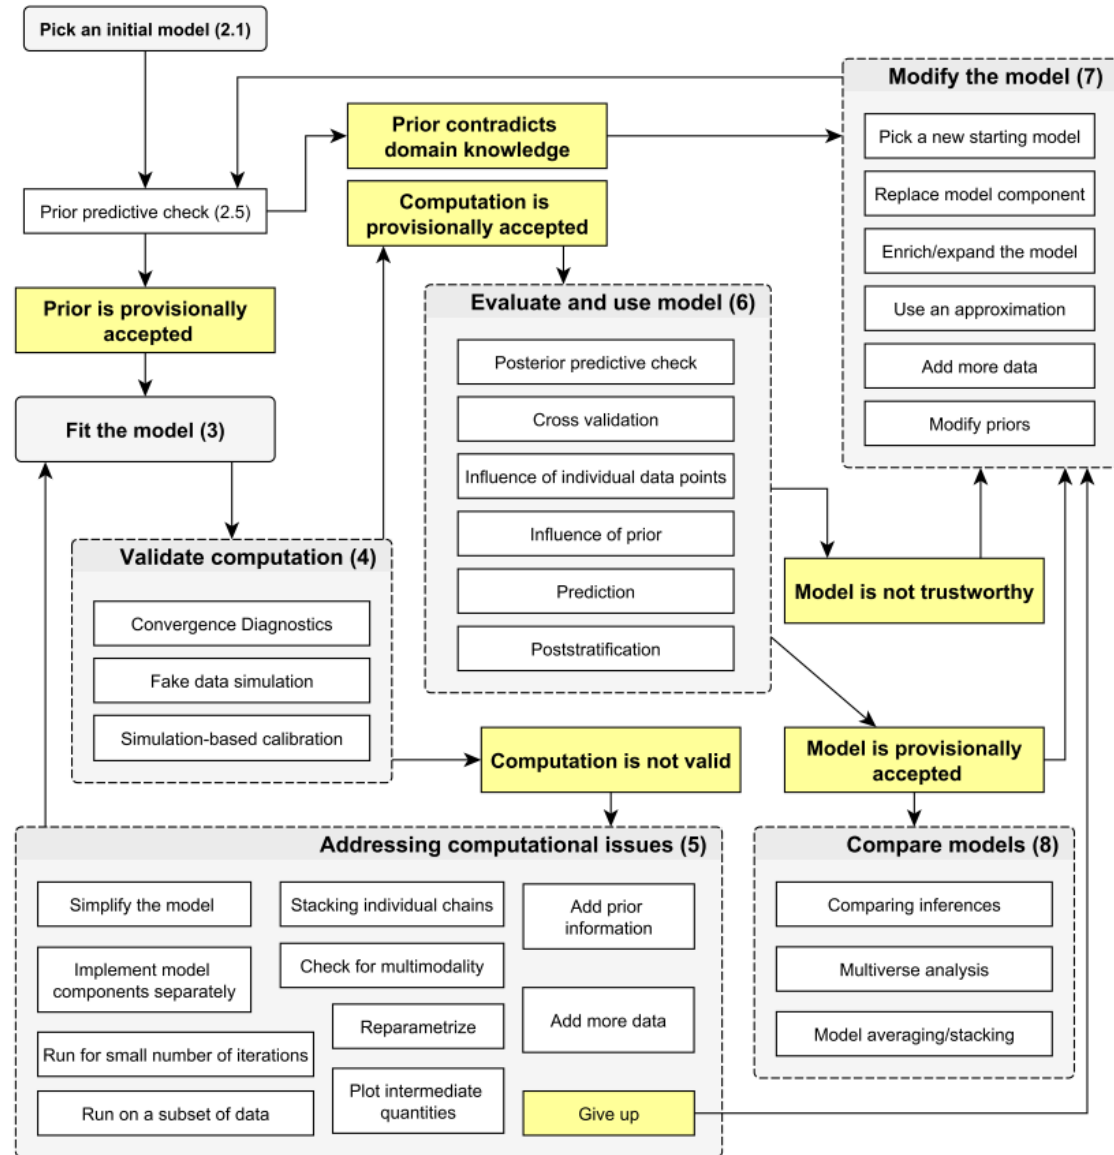 Pick an initial model (2.1)
Prior predictive check (2.5)
Prior contradicts
domain knowledge
Computation is
provisionally accepted
Prior is provisionally
accepted
Fit the model (3)
Validate computation (4)
Convergence Diagnostics
Fake data simulation
Simulation-based calibration
Evaluate and use model (6)
Posterior predictive check
Cross validation
Influence of individual data points
Influence of prior
Prediction
Poststratification
Modify the model (7)
Pick a new starting model
Replace model component
Enrich/expand the model
Use an approximation
Add more data
Modify priors
Model is not trustworthy
Computation is not valid
Model is provisionally
accepted
Addressing computational issues (5)
Simplify the model
Implement model
components separately
Run for small number of iterations
Run on a subset of data
Stacking individual chains
Check for multimodality
Reparametrize
Plot intermediate
quantities
Add prior
information
Add more data
Give up
Compare models (8)
Comparing inferences
Multiverse analysis
Model averaging/stacking